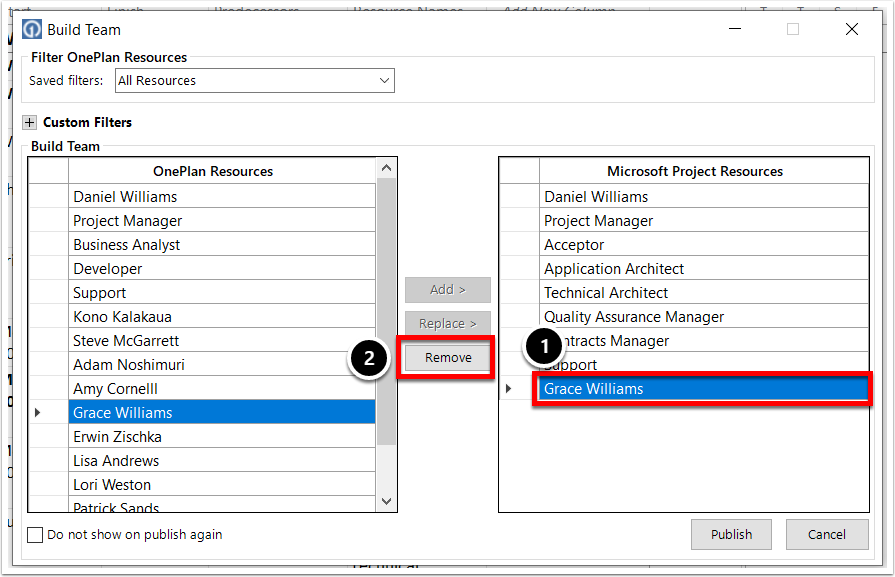 Build Team
Filter OnePlan Resources
Saved filters: All Resources
Custom Filters
Build Team
OnePlan Resources
Daniel Williams
Project Manager
Business Analyst
Developer
Support
Kono Kalakaua
Steve McGarrett
Adam Noshimuri
Amy Cornelll
Grace Williams
Erwin Zischka
Lisa Andrews
Lori Weston
Patrick Sands
Add >
Replace >
2
Remove
Microsoft Project Resources
Daniel Williams
Project Manager
Acceptor
Application Architect
Technical Architect
Quality Assurance Manager
1
ntracts Manager
Support
Grace Williams
Do not show on publish again
Publish
Cancel
Technical